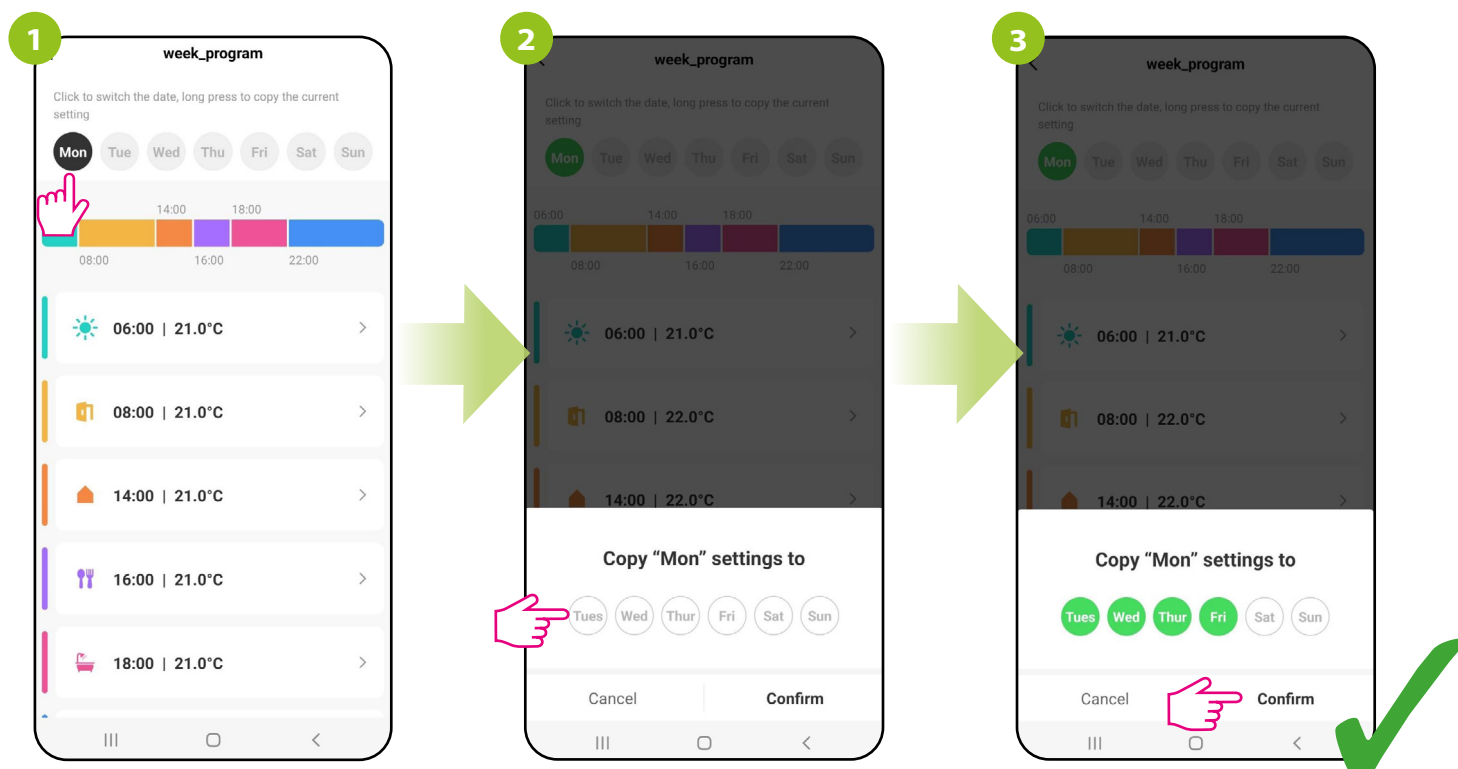 1
week_program
Click to switch the date, long press to copy the current
setting
Mon Tue Wed Thu Fri Sat Sun
14:00 18:00
08:00 16:00 22:00
06:00 | 21.0°C
08:00 | 21.0°C
14:00 | 21.0°C
16:00 | 21.0°C
18:00 | 21.0°C
2
week_program
Click to switch the date, long press to copy the current
setting
Mon Tue Wed Thu Fri Sat Sun
06:00 14:00 18:00
08:00 16:00 22:00
06:00 | 21.0°C
08:00 | 22.0°C
14:00 | 22.0°C
Copy “Mon” settings to
Tues Wed Thur Fri Sat Sun
Cancel Confirm
3
week_program
Click to switch the date, long press to copy the current
setting
Mon Tue Wed Thu Fri Sat Sun
06:00 14:00 18:00
08:00 16:00 22:00
06:00 | 21.0°C
08:00 | 22.0°C
14:00 | 22.0°C
Copy “Mon” settings to
Tues Wed Thur Fri Sat Sun
Cancel Confirm